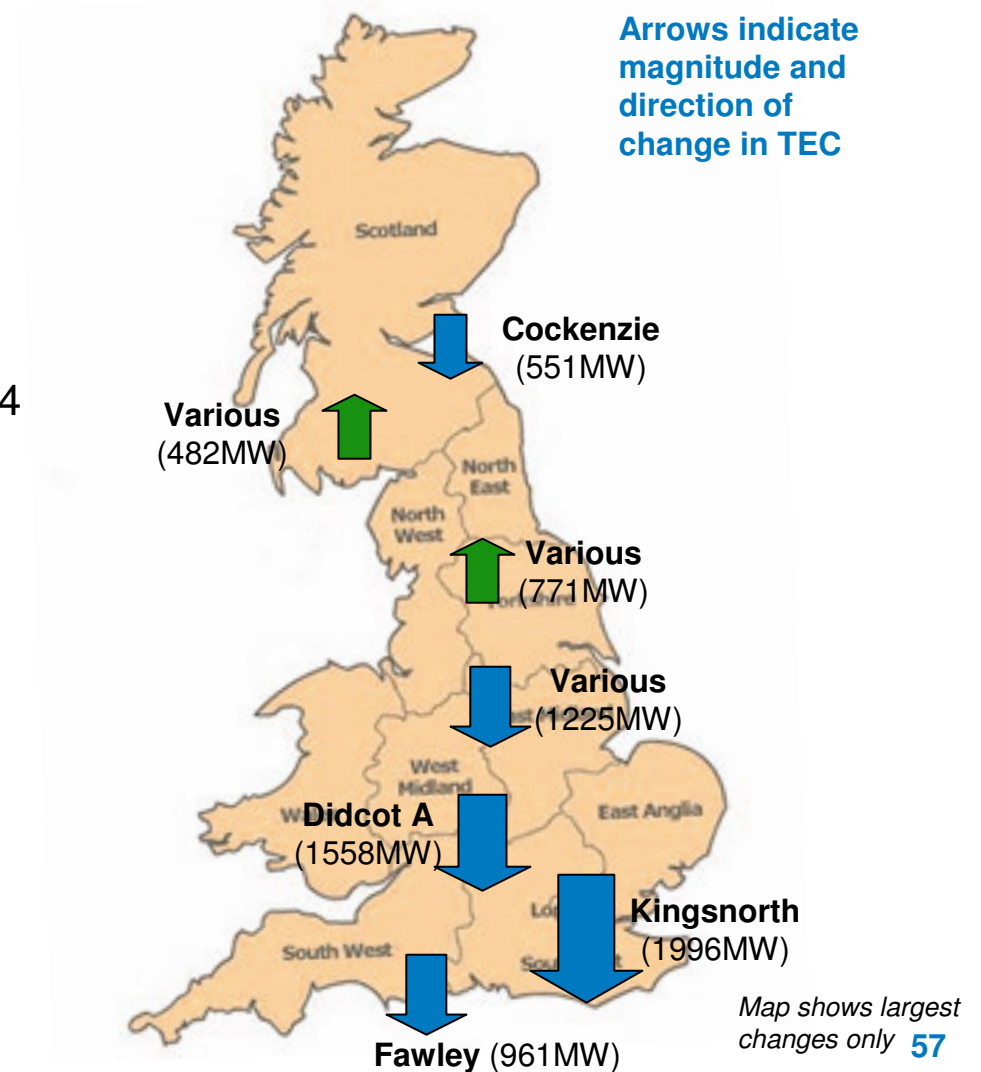 Arrows indicate
magnitude and
direction of
change in TEC
Scotland
Cockenzie
(551MW)
4
Various
(482MW)
North
East
North
West
Various
(771MW)
Various
(1225MW)
West
Midland
East Anglia
Didcot A
(1558MW)
Kingsnorth
(1996MW)
South West
Map shows largest
changes only 57
Fawley (961MW)